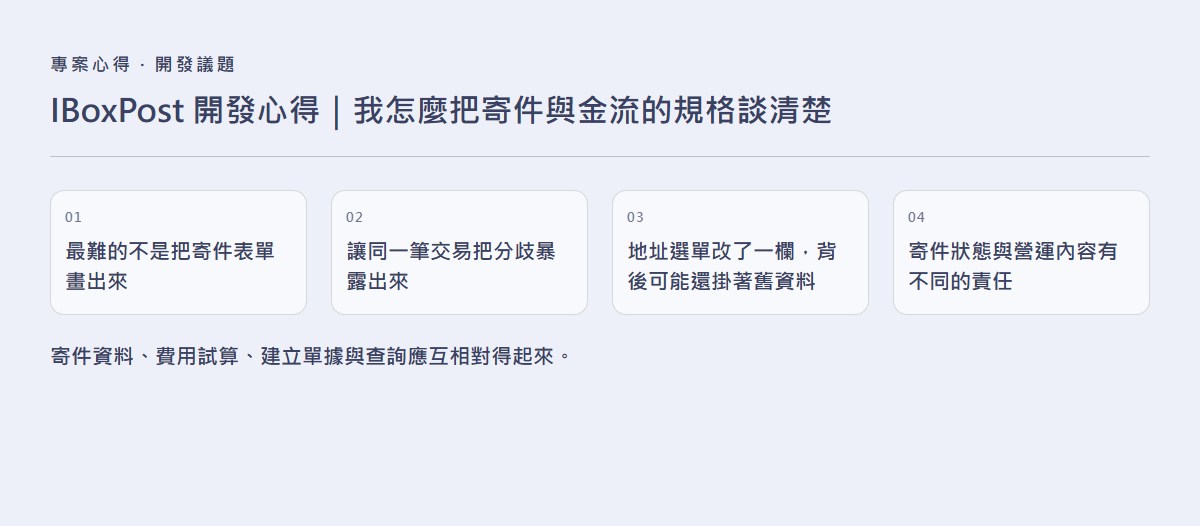 專案心得 · 開發議題
IBoxPost 開發心得｜我怎麼把寄件與金流的規格談清楚
01
最難的不是把寄件表單
畫出來
02
讓同一筆交易把分歧暴
露出來
03
地址選單改了一欄，背
後可能還掛著舊資料
04
寄件狀態與營運內容有
不同的責任
寄件資料、費用試算、建立單據與查詢應互相對得起來。